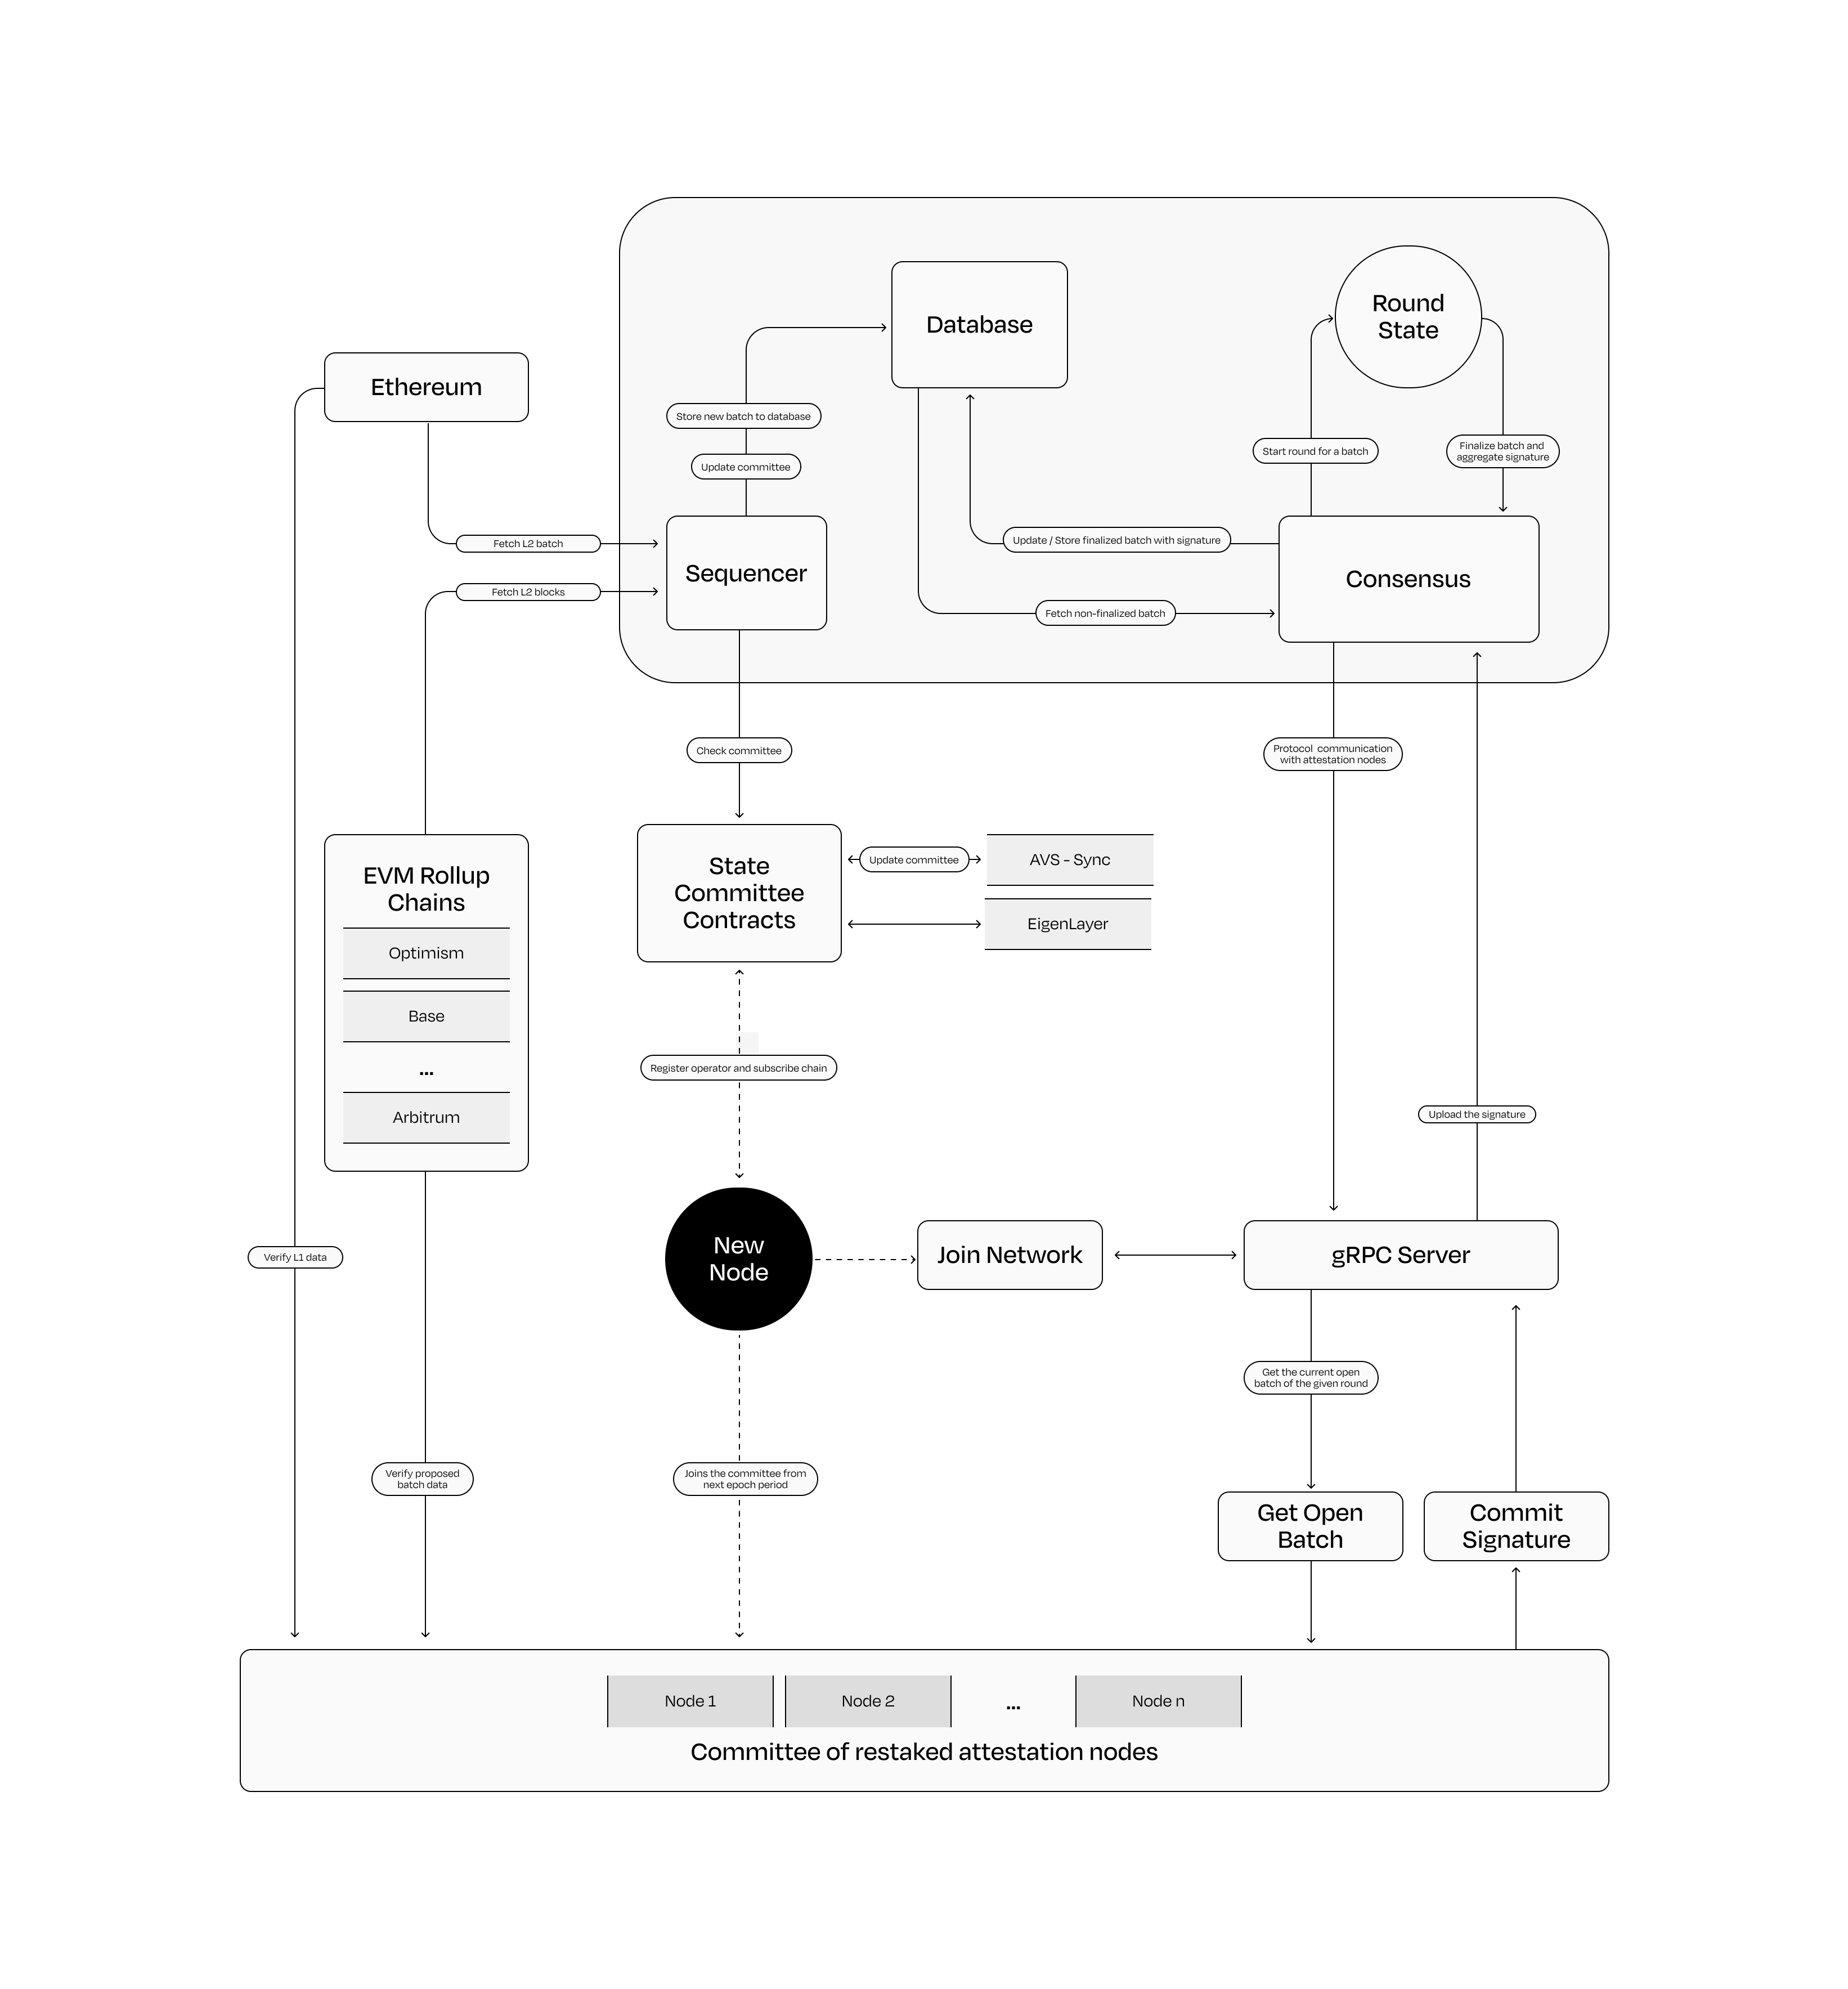 Round
State
Database
Ethereum
Store new batch to database
Update committee
Start round for a batch
Finalize batch and
aggregate signature
Fetch L2 batch
Fetch L2 blocks
Sequencer
Update / Store finalized batch with signature
Fetch non-finalized batch
Consensus
Check committee
Protocol  communication
with attestation nodes
EVM Rollup
Chains
Optimism
Base
...
Arbitrum
State
Committee
Contracts
Update committee
AVS - Sync
EigenLayer
Register operator and subscribe chain
Upload the signature
Verify L1 data
New
Node
Join Network
gRPC Server
Get the current open
batch of the given round
Verify proposed
batch data
Joins the committee from
next epoch period
Get Open
Batch
Commit
Signature
Node 1
Node 2
...
Node n
Committee of restaked attestation nodes